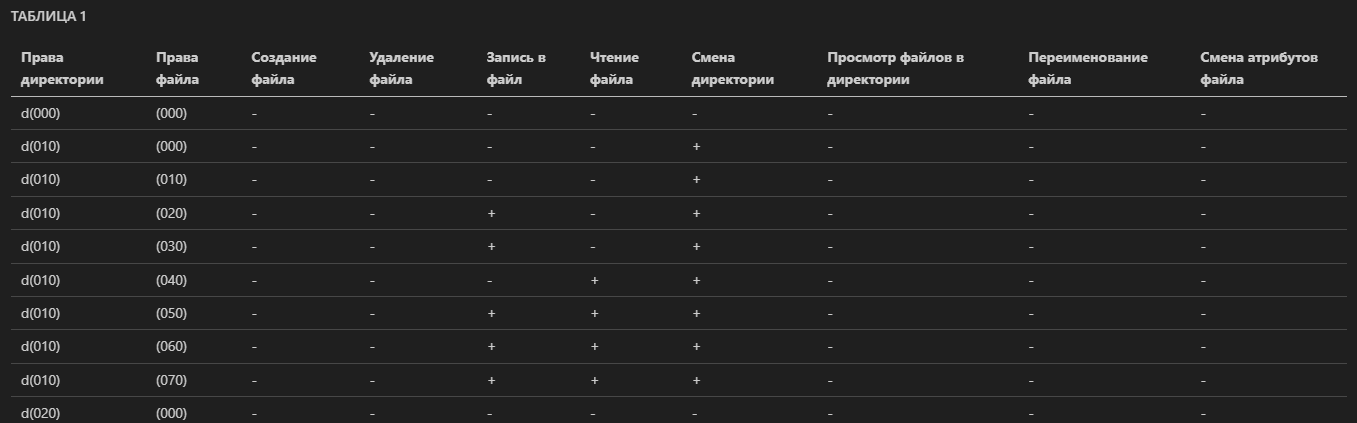 ТАБЛИЦА 1
Права директории Права файла Создание файла Удаление файла Запись в файл Чтение файла Смена директории Просмотр файлов в директории Переименование файла Смена атрибутов файла
d(000) (000) - - - - - - - -
d(010) (000) - - - - + - - -
d(010) (010) - - - - + - - -
d(010) (020) - - + - + - - -
d(010) (030) - - + - + - - -
d(010) (040) - - - + + - - -
d(010) (050) - - + + + - - -
d(010) (060) - - + + + - - -
d(010) (070) - - + + + - - -
d(020) (000) - - - - - - - -